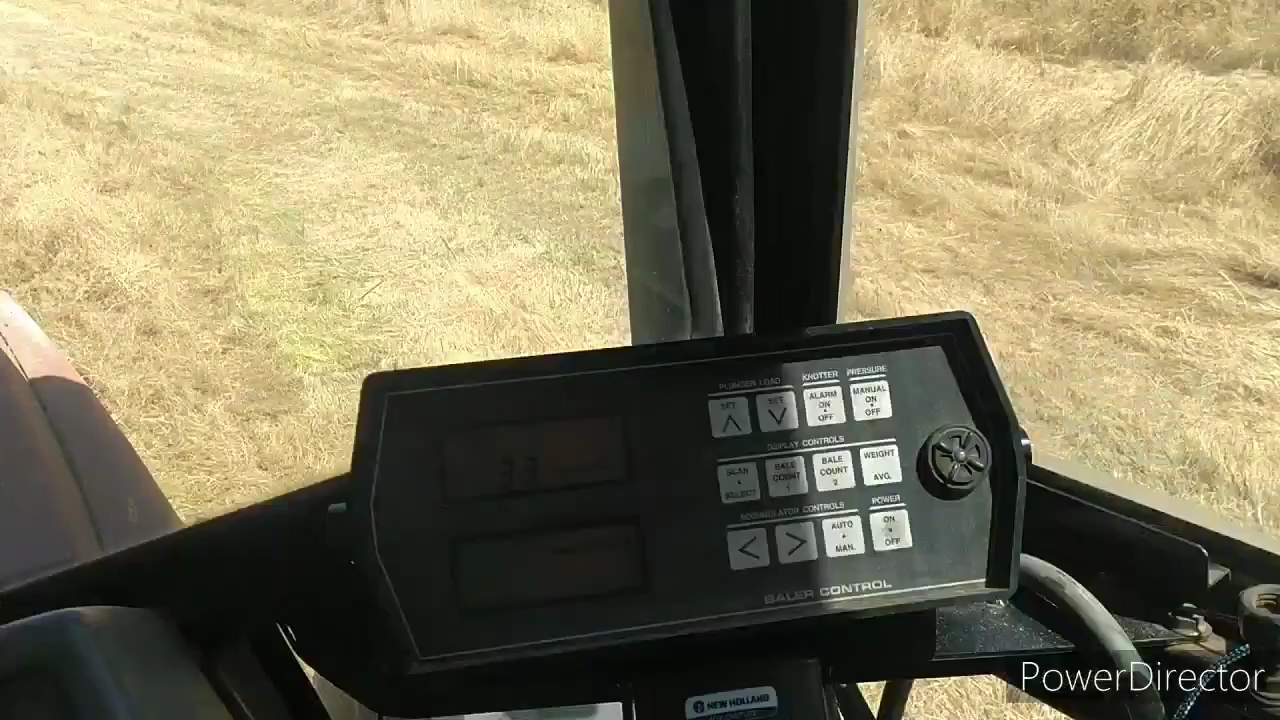 PLUNGER LOAD KNOTTER PRESSURE
SET SET ALARM ON OFF MANUAL ON OFF
DISPLAY CONTROLS
SCAN SELECT BALE COUNT 1 BALE COUNT 2 WEIGHT AVG.
ACCUMULATOR CONTROLS POWER
< > AUTO MAN. ON OFF
BALER CONTROL
NEW HOLLAND
PowerDirector